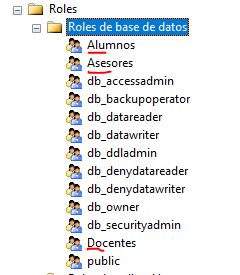 Roles
Roles de base de datos
Alumnos
Asesores
db_accessadmin
db_backupoperator
db_datareader
db_datawriter
db_ddladmin
db_denydatareader
db_denydatawriter
db_owner
db_securityadmin
Docentes
public